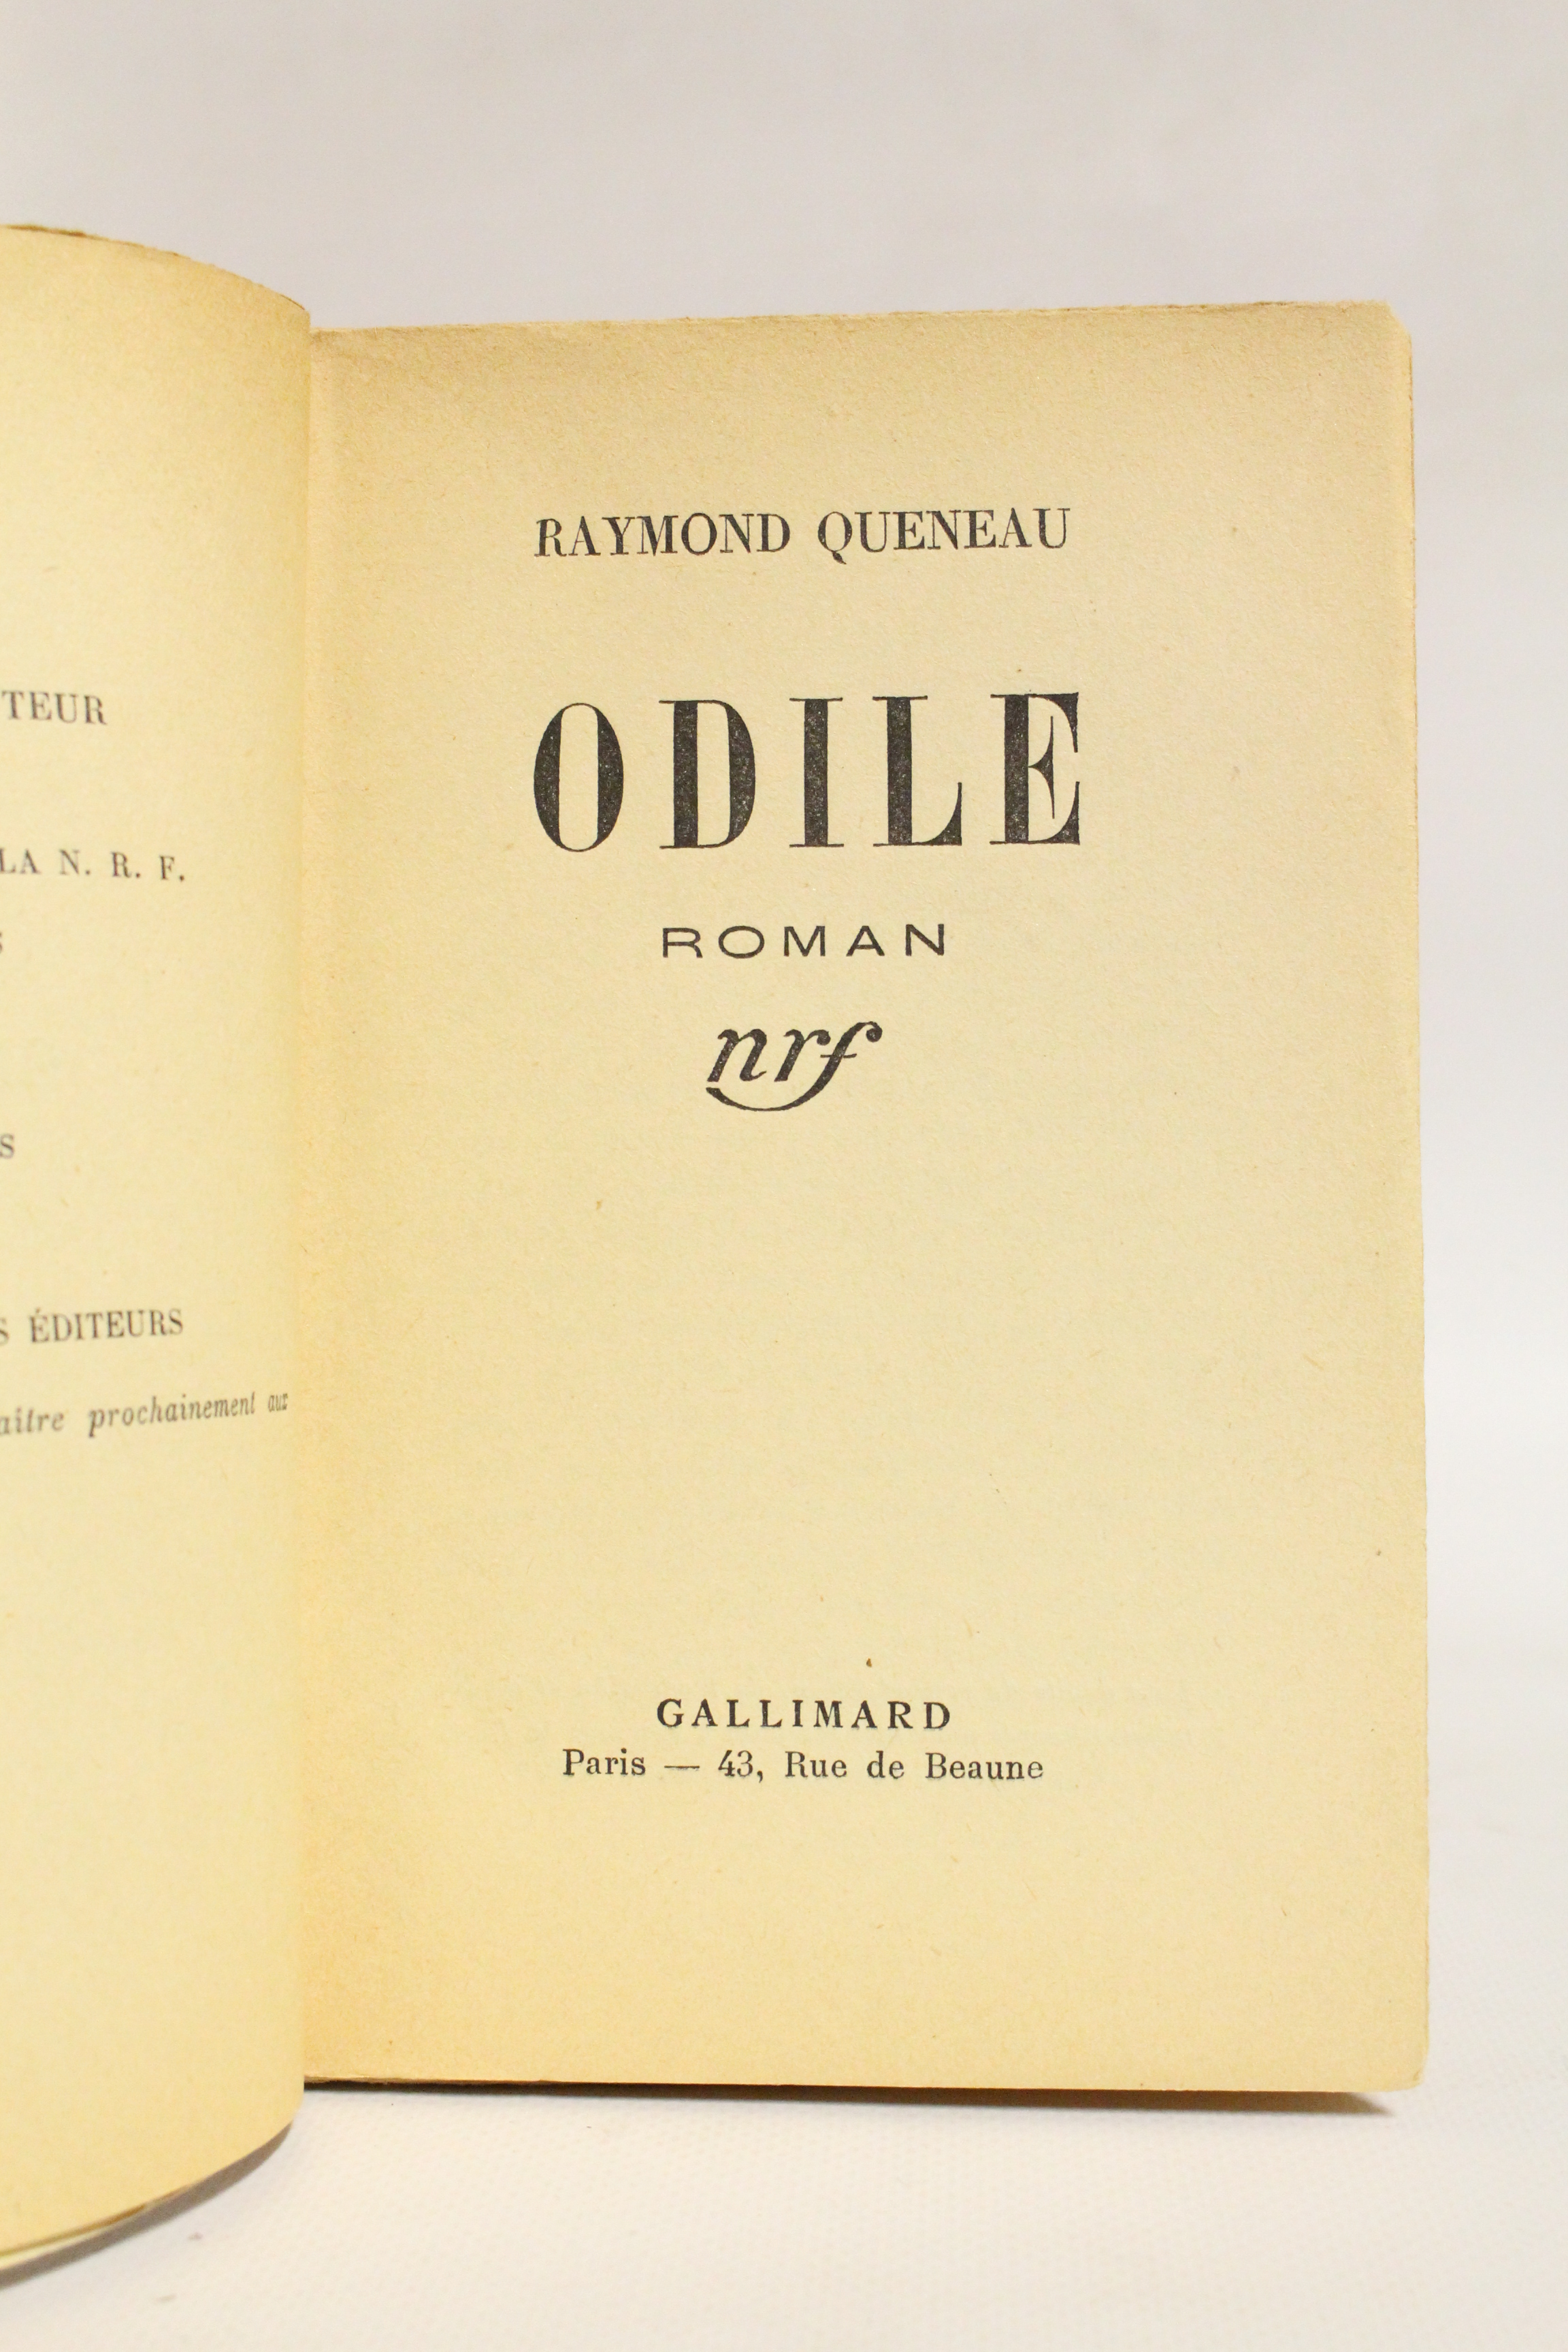 TEUR
LA N. R. F.
S
S
S ÉDITEURS
aître prochainement aux
RAYMOND QUENEAU
ODILE
ROMAN
nrf
GALLIMARD
Paris — 43, Rue de Beaune